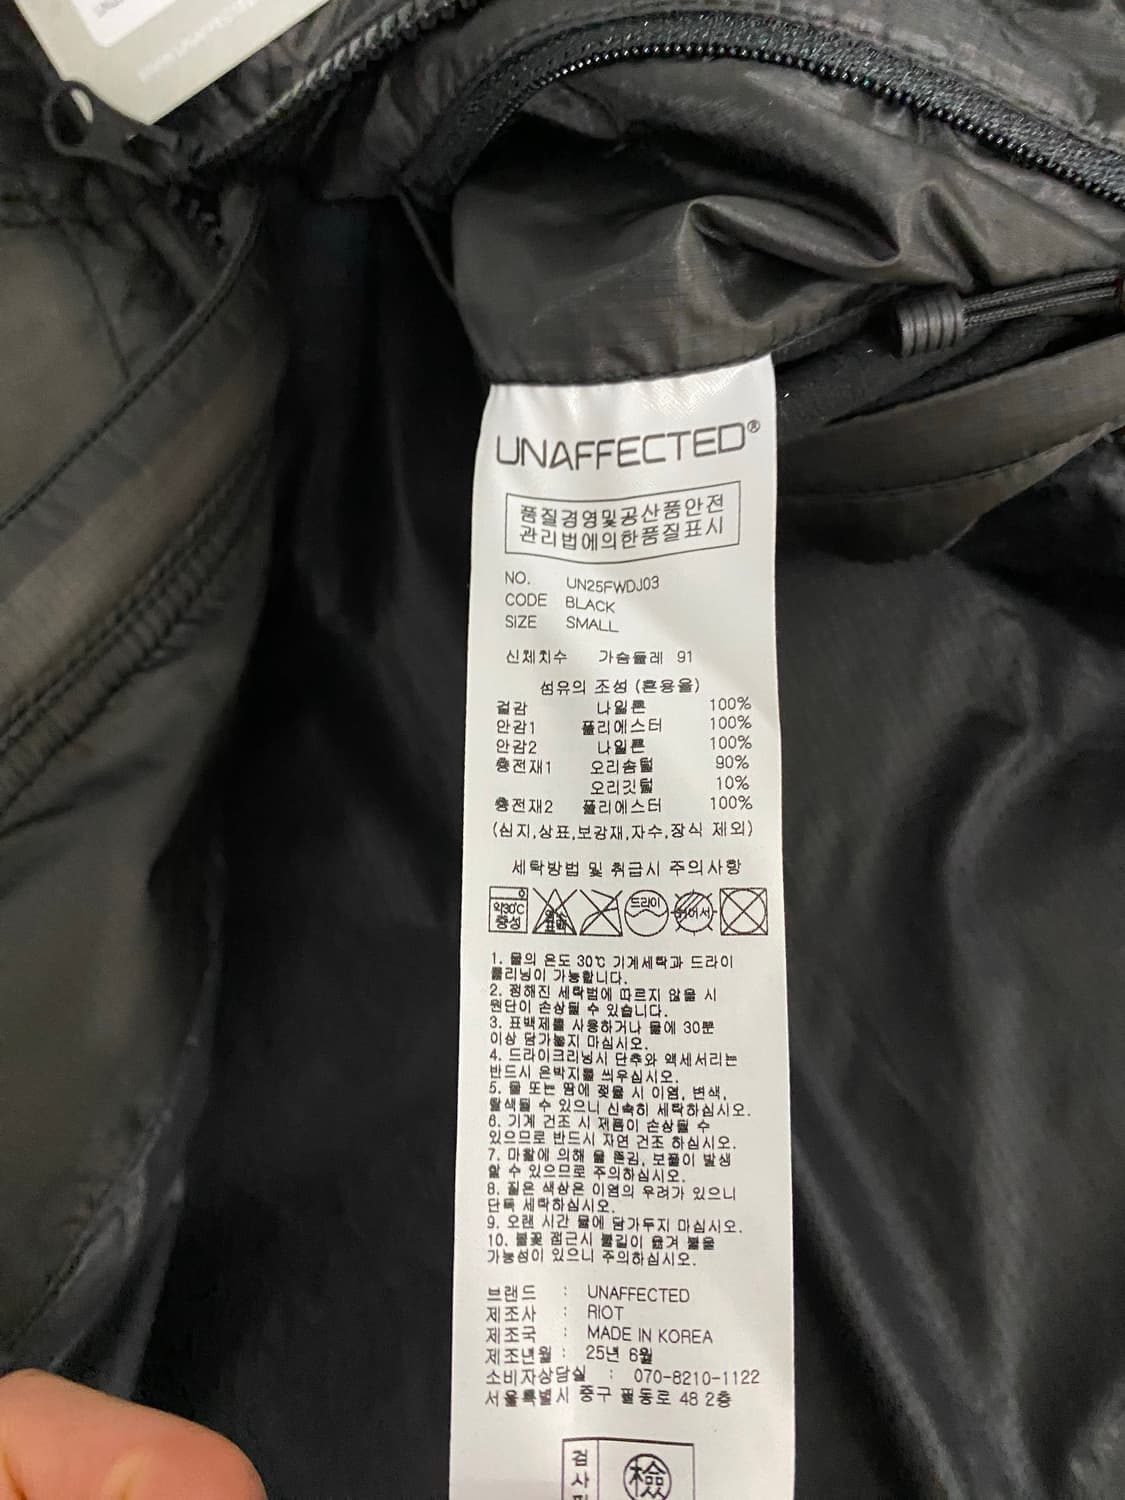 UNAFFECTED®
품질경영및공산품안전
관리법에의한품질표시
NO. UN25FWDJ03
CODE BLACK
SIZE SMALL
신체치수 가슴둘레 91
섬유의 조성 (혼용율)
겉감 나일론 100%
안감1 폴리에스터 100%
안감2 나일론 100%
충전재1 오리솜털 90%
오리깃털 10%
충전재2 폴리에스터 100%
(심지,상표,보강재,자수,장식 제외)
세탁방법 및 취급시 주의사항
약30℃
중성
염소
표백
드라이
뉘어서
1. 물의 온도 30℃ 기계세탁과 드라이
클리닝이 가능합니다.
2. 정해진 세탁법에 따르지 않을 시
원단이 손상될 수 있습니다.
3. 표백제를 사용하거나 물에 30분
이상 담가놓지 마십시오.
4. 드라이크리닝시 단추와 액세서리는
반드시 은박지를 씌우십시오.
5. 물 또는 땀에 젖을 시 이염, 변색,
탈색될 수 있으니 신속히 세탁하십시오.
6. 기계 건조 시 제품이 손상될 수
있으므로 반드시 자연 건조 하십시오.
7. 마찰에 의해 올 뜯김, 보풀이 발생
할 수 있으므로 주의하십시오.
8. 짙은 색상은 이염의 우려가 있으니
단독 세탁하십시오.
9. 오랜 시간 물에 담가두지 마십시오.
10. 불꽃 접근시 불길이 옮겨 붙을
가능성이 있으니 주의하십시오.
브랜드 : UNAFFECTED
제조사 : RIOT
제조국 : MADE IN KOREA
제조년월 : 25년 6월
소비자상담실 : 070-8210-1122
서울특별시 중구 필동로 48 2층
검사
檢